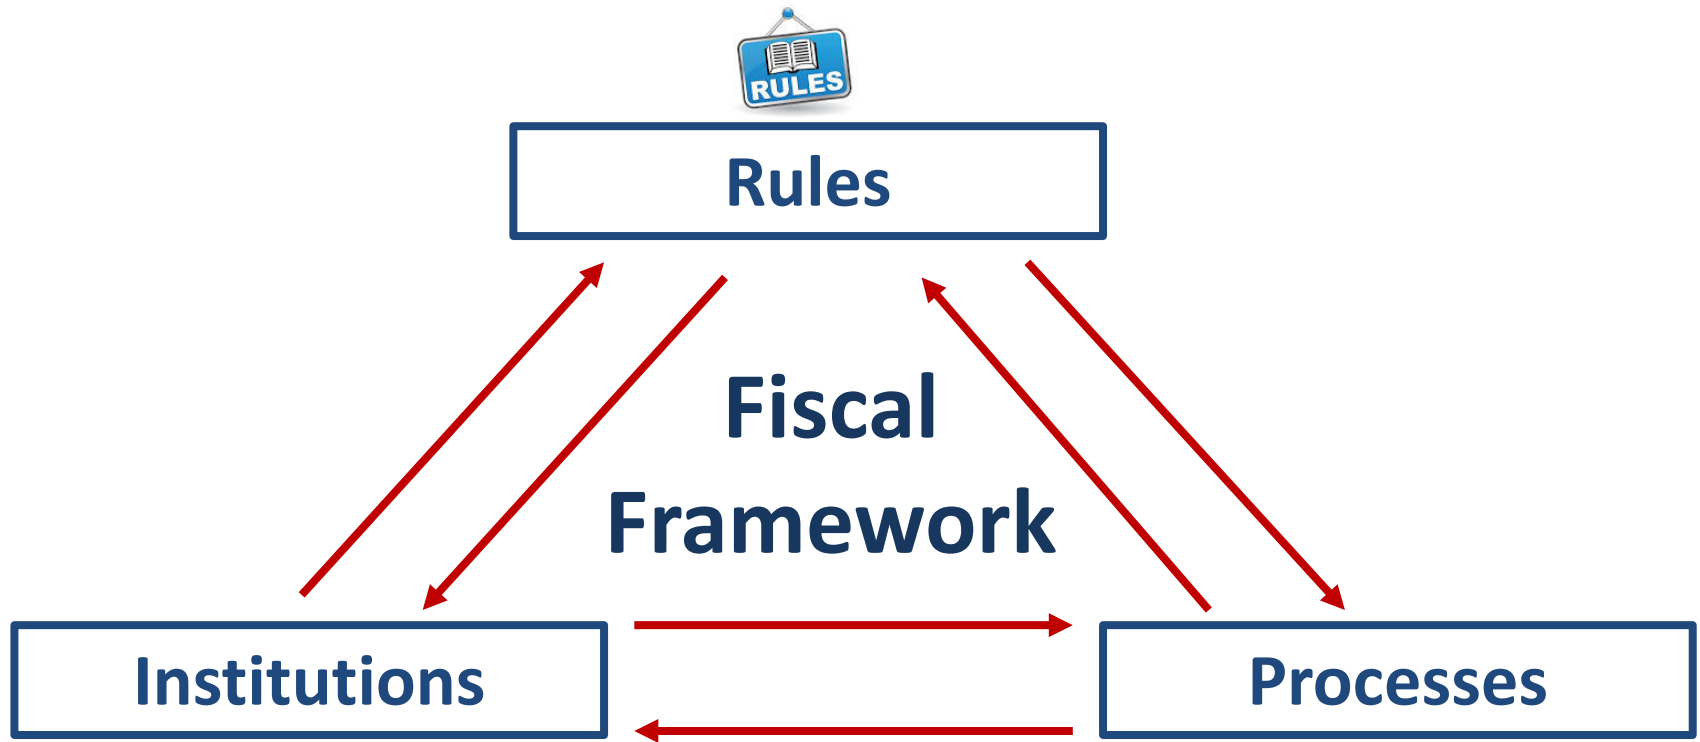 RULES
Rules
Fiscal
Framework
Institutions
Processes